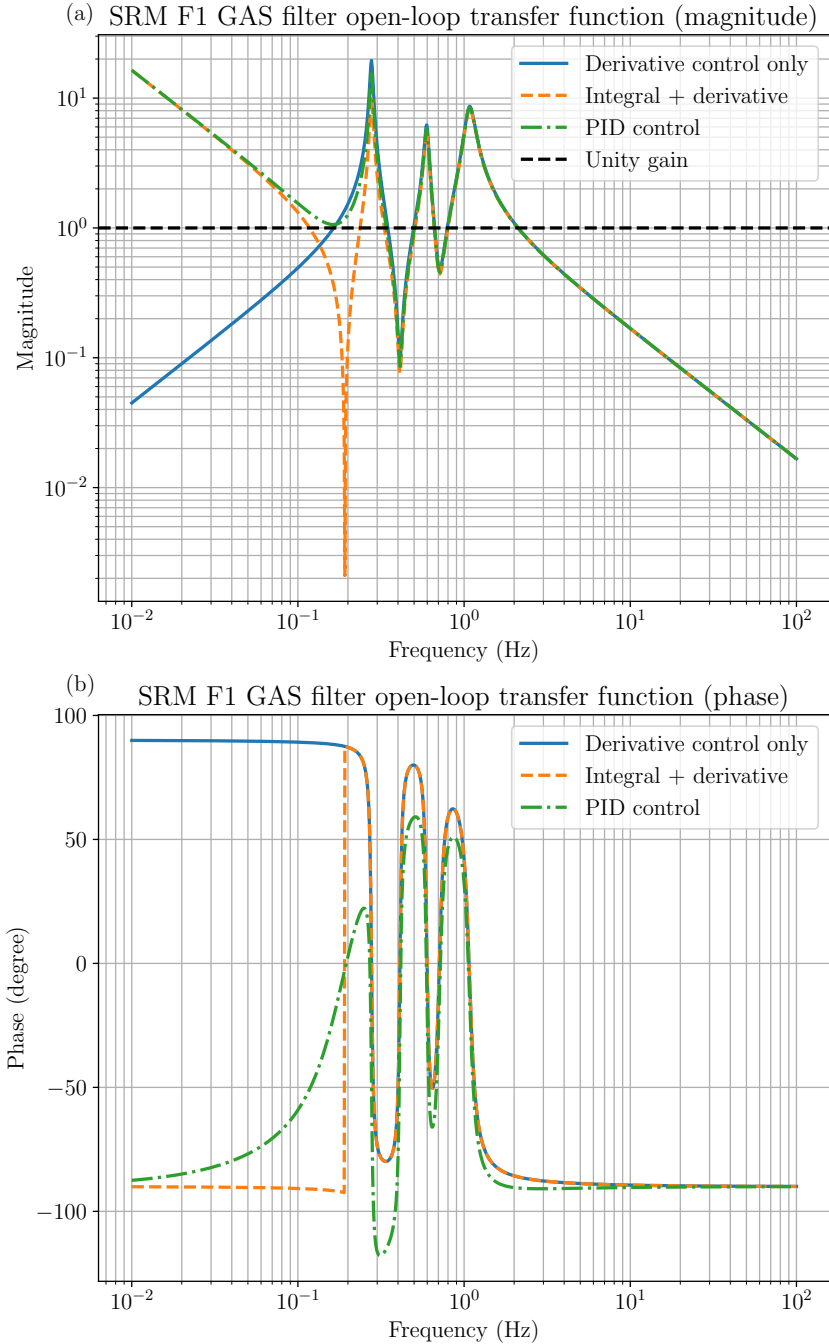 (a)
SRM F1 GAS filter open-loop transfer function (magnitude)
Derivative control only
Integral + derivative
PID control
Unity gain
10^1
10^0
10^−1
10^−2
Magnitude
10^−2
10^−1
10^0
10^1
10^2
Frequency (Hz)
(b)
SRM F1 GAS filter open-loop transfer function (phase)
Derivative control only
Integral + derivative
PID control
100
50
0
−50
−100
Phase (degree)
10^−2
10^−1
10^0
10^1
10^2
Frequency (Hz)